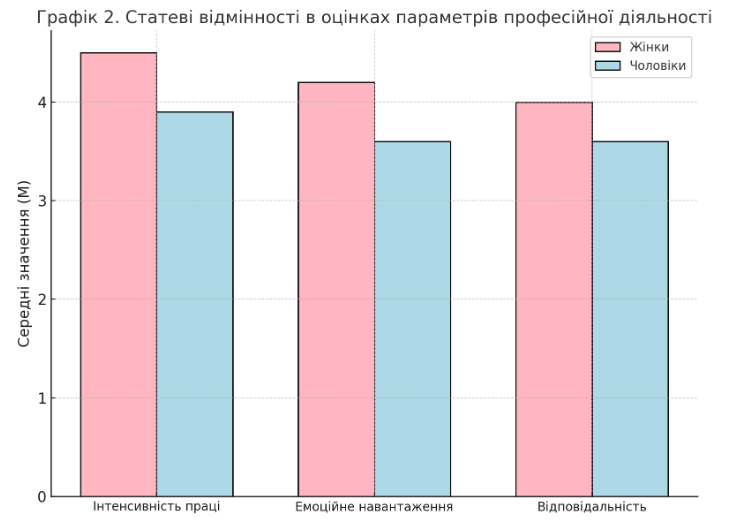 Графік 2. Статеві відмінності в оцінках параметрів професійної діяльності
Жінки
Чоловіки
Середні значення (M)
4
3
2
1
0
Інтенсивність праці
Емоційне навантаження
Відповідальність